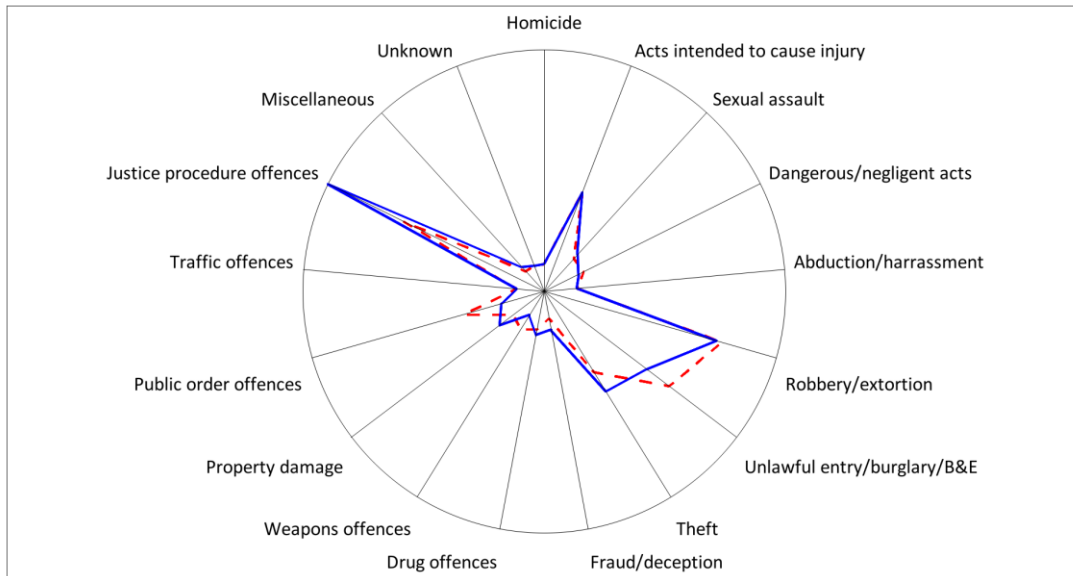 Homicide
Unknown
Acts intended to cause injury
Miscellaneous
Sexual assault
Justice procedure offences
Dangerous/negligent acts
Traffic offences
Abduction/harrassment
Public order offences
Robbery/extortion
Property damage
Unlawful entry/burglary/B&E
Weapons offences
Theft
Drug offences
Fraud/deception